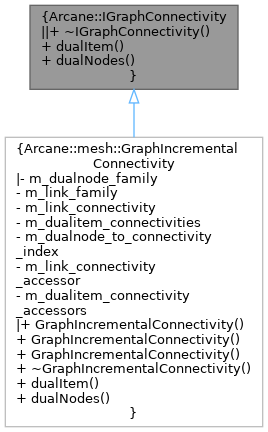 {Arcane::IGraphConnectivity
||+ ~IGraphConnectivity()
+ dualItem()
+ dualNodes()
}
{Arcane::mesh::GraphIncremental
Connectivity
|- m_dualnode_family
- m_link_family
- m_link_connectivity
- m_dualitem_connectivities
- m_dualnode_to_connectivity
_index
- m_link_connectivity
_accessor
- m_dualitem_connectivity
_accessors
|+ GraphIncrementalConnectivity()
+ GraphIncrementalConnectivity()
+ GraphIncrementalConnectivity()
+ ~GraphIncrementalConnectivity()
+ dualItem()
+ dualNodes()
}